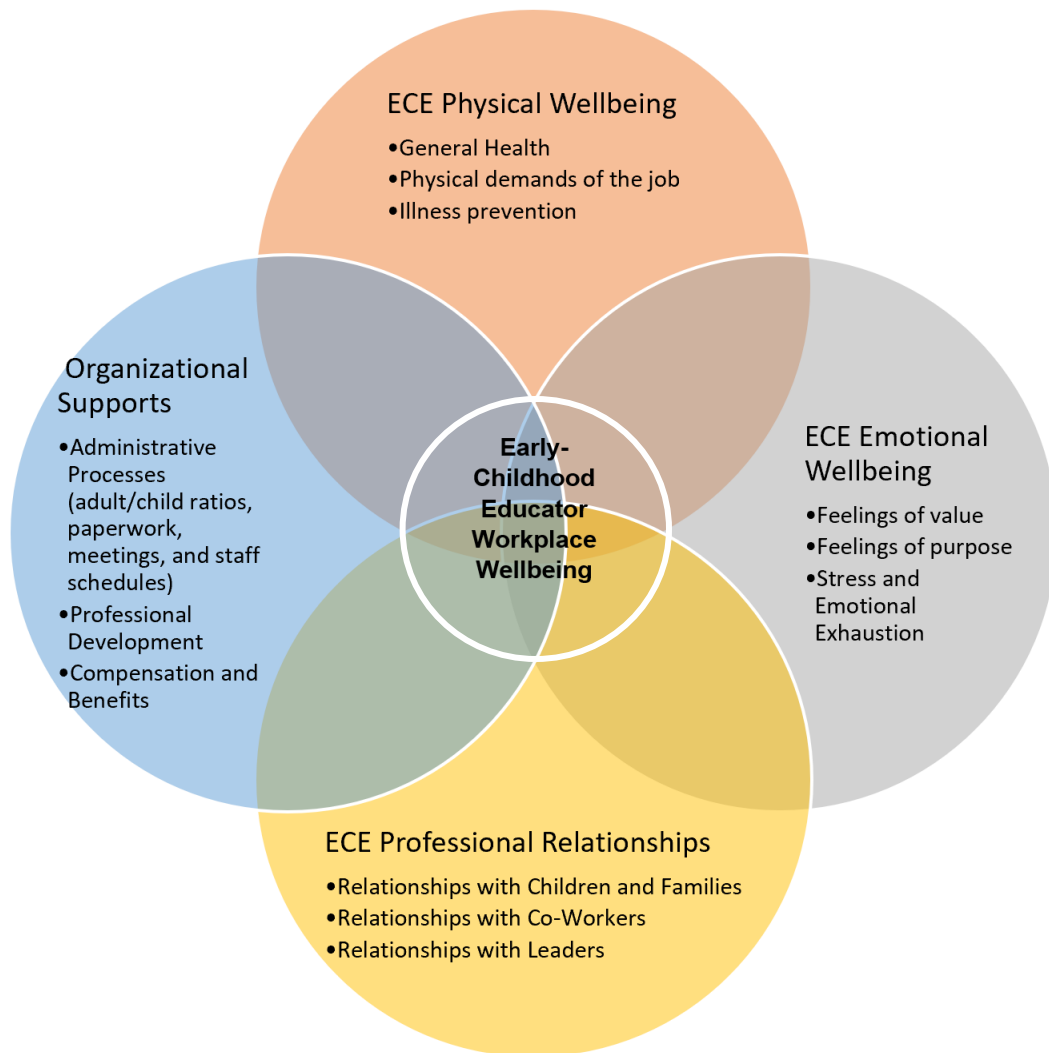 ECE Physical Wellbeing
•General Health
•Physical demands of the job
•Illness prevention
Organizational
Supports
•Administrative
Processes
(adult/child ratios,
paperwork,
meetings, and staff
schedules)
•Professional
Development
•Compensation and
Benefits
Early-
Childhood
Educator
Workplace
Wellbeing
ECE Emotional
Wellbeing
•Feelings of value
•Feelings of purpose
•Stress and
Emotional
Exhaustion
ECE Professional Relationships
•Relationships with Children and Families
•Relationships with Co-Workers
•Relationships with Leaders